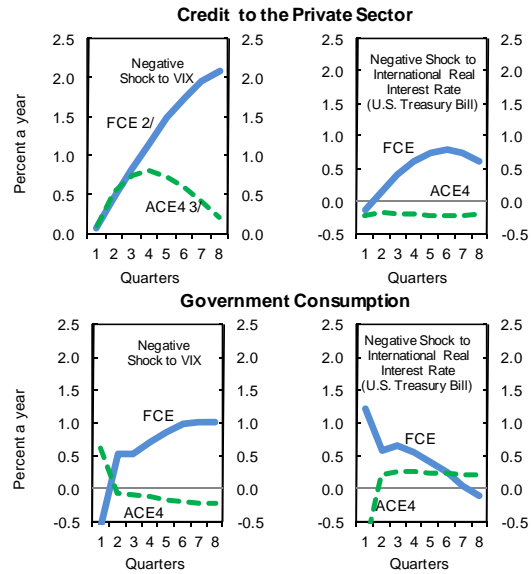 Credit to the Private Sector
Percent a year
2.5
2.0
1.5
1.0
0.5
0.0
Negative
Shock to VIX
FCE 2/
ACE4 3/
2.5
2.0
1.5
1.0
0.5
0.0
1 2 3 4 5 6 7 8
Quarters
2.5
2.0
1.5
1.0
0.5
0.0
-0.5
Negative Shock to
International Real
Interest Rate
(U.S. Treasury Bill)
FCE
ACE4
2.5
2.0
1.5
1.0
0.5
0.0
-0.5
1 2 3 4 5 6 7 8
Quarters
Government Consumption
Percent a year
2.5
2.0
1.5
1.0
0.5
0.0
-0.5
Negative
Shock to VIX
FCE
ACE4
2.5
2.0
1.5
1.0
0.5
0.0
-0.5
1 2 3 4 5 6 7 8
Quarters
2.5
2.0
1.5
1.0
0.5
0.0
-0.5
Negative Shock to
International Real
Interest Rate
(U.S. Treasury Bill)
FCE
ACE4
2.5
2.0
1.5
1.0
0.5
0.0
-0.5
1 2 3 4 5 6 7 8
Quarters